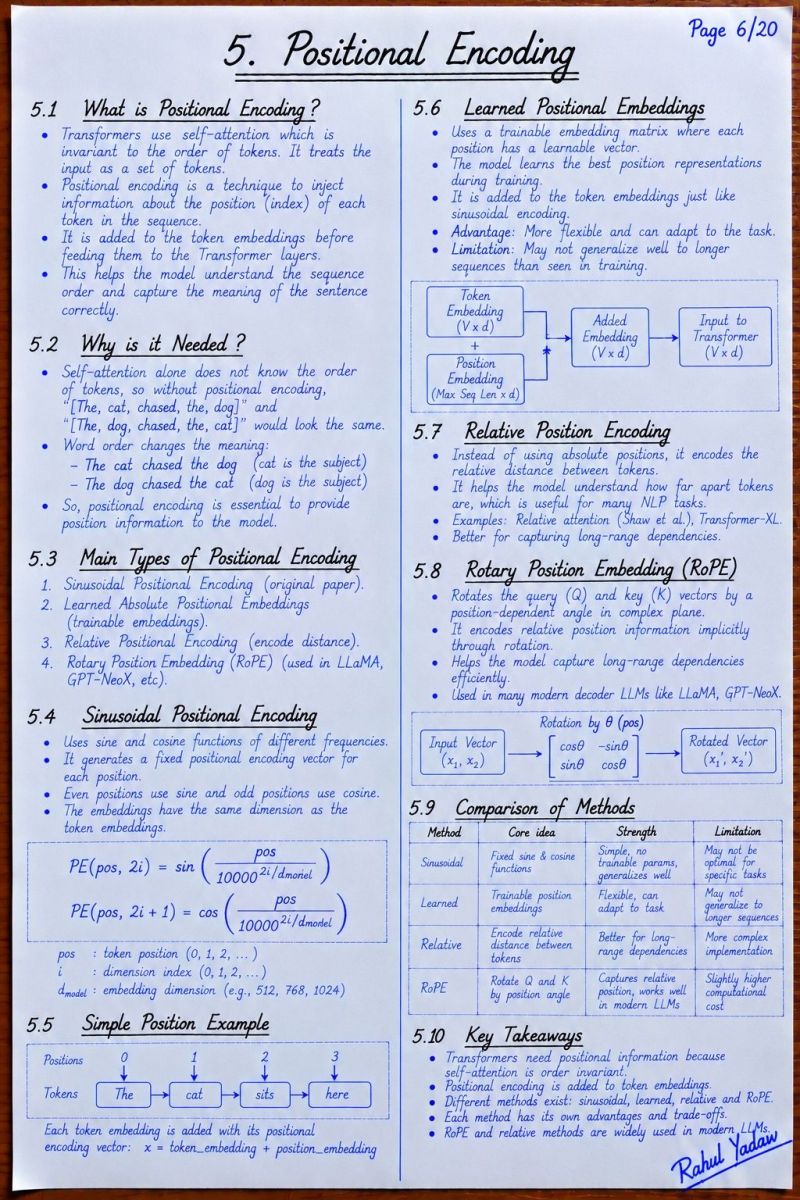 Page 6/20
5. Positional Encoding
5.1 What is Positional Encoding?
• Transformers use self-attention which is
invariant to the order of tokens. It treats the
input as a set of tokens.
• Positional encoding is a technique to inject
information about the position (index) of each
token in the sequence.
• It is added to the token embeddings before
feeding them to the Transformer layers.
• This helps the model understand the sequence
order and capture the meaning of the sentence
correctly.
5.2 Why is it Needed?
• Self-attention alone does not know the order
of tokens, so without positional encoding,
"[The, cat, chased, the, dog]" and
"[The, dog, chased, the, cat]" would look the same.
• Word order changes the meaning:
– The cat chased the dog (cat is the subject)
– The dog chased the cat (dog is the subject)
• So, positional encoding is essential to provide
position information to the model.
5.3 Main Types of Positional Encoding
1. Sinusoidal Positional Encoding (original paper).
2. Learned Absolute Positional Embeddings
(trainable embeddings).
3. Relative Positional Encoding (encode distance).
4. Rotary Position Embedding (RoPE) (used in LLaMA,
GPT-NeoX, etc).
5.4 Sinusoidal Positional Encoding
• Uses sine and cosine functions of different frequencies.
• It generates a fixed positional encoding vector for
each position.
• Even positions use sine and odd positions use cosine.
• The embeddings have the same dimension as the
token embeddings.
PE(pos, 2i) = sin ( pos / 10000^(2i/dmodel) )
PE(pos, 2i + 1) = cos ( pos / 10000^(2i/dmodel) )
pos : token position (0, 1, 2, ...)
i : dimension index (0, 1, 2, ...)
dmodel : embedding dimension (e.g., 512, 768, 1024)
5.5 Simple Position Example
Positions 0 1 2 3
Tokens The cat sits here
Each token embedding is added with its positional
encoding vector: x = token_embedding + position_embedding
5.6 Learned Positional Embeddings
• Uses a trainable embedding matrix where each
position has a learnable vector.
• The model learns the best position representations
during training.
• It is added to the token embeddings just like
sinusoidal encoding.
• Advantage: More flexible and can adapt to the task.
• Limitation: May not generalize well to longer
sequences than seen in training.
Token
Embedding
(V x d)
+
Position
Embedding
(Max Seq Len x d)
Added
Embedding
(V x d)
Input to
Transformer
(V x d)
5.7 Relative Position Encoding
• Instead of using absolute positions, it encodes the
relative distance between tokens.
• It helps the model understand how far apart tokens
are, which is useful for many NLP tasks.
• Examples: Relative attention (Shaw et al.), Transformer-XL.
• Better for capturing long-range dependencies.
5.8 Rotary Position Embedding (RoPE)
• Rotates the query (Q) and key (K) vectors by a
position-dependent angle in complex plane.
• It encodes relative position information implicitly
through rotation.
• Helps the model capture long-range dependencies
efficiently.
• Used in many modern decoder LLMs like LLaMA, GPT-NeoX.
Rotation by θ (pos)
Input Vector
(x₁, x₂)
cosθ -sinθ
sinθ cosθ
Rotated Vector
(x₁', x₂')
5.9 Comparison of Methods
Method Core idea Strength Limitation
Sinusoidal
Fixed sine & cosine
functions
Simple, no
trainable params,
generalizes well
May not be
optimal for
specific tasks
Learned
Trainable position
embeddings
Flexible, can
adapt to task
May not
generalize to
longer sequences
Relative
Encode relative
distance between
tokens
Better for long-
range dependencies
More complex
implementation
RoPE
Rotate Q and K
by position angle
Captures relative
position, works well
in modern LLMs
Slightly higher
computational
cost
5.10 Key Takeaways
• Transformers need positional information because
self-attention is order invariant.
• Positional encoding is added to token embeddings.
• Different methods exist: sinusoidal, learned, relative and RoPE.
• Each method has its own advantages and trade-offs.
• RoPE and relative methods are widely used in modern LLMs.
Rahul Yadaw